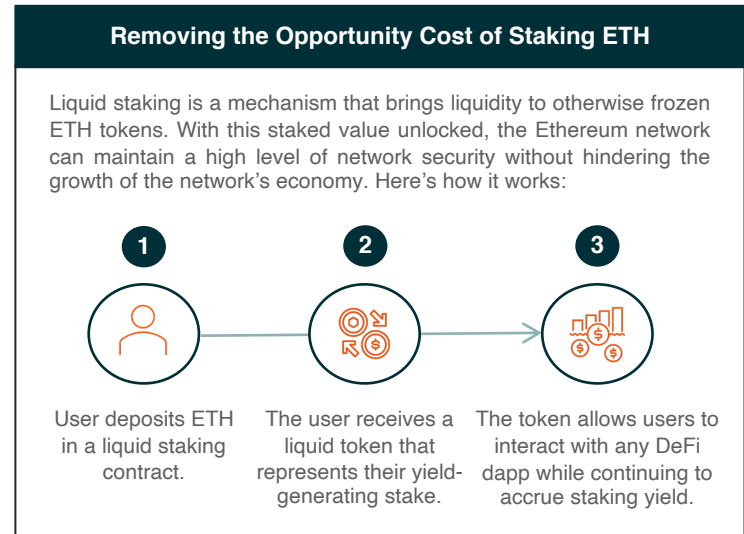 Removing the Opportunity Cost of Staking ETH
Liquid staking is a mechanism that brings liquidity to otherwise frozen
ETH tokens. With this staked value unlocked, the Ethereum network
can maintain a high level of network security without hindering the
growth of the network’s economy. Here’s how it works:
1
2
3
User deposits ETH
in a liquid staking
contract.
The user receives a
liquid token that
represents their yield-
generating stake.
The token allows users to
interact with any DeFi
dapp while continuing to
accrue staking yield.